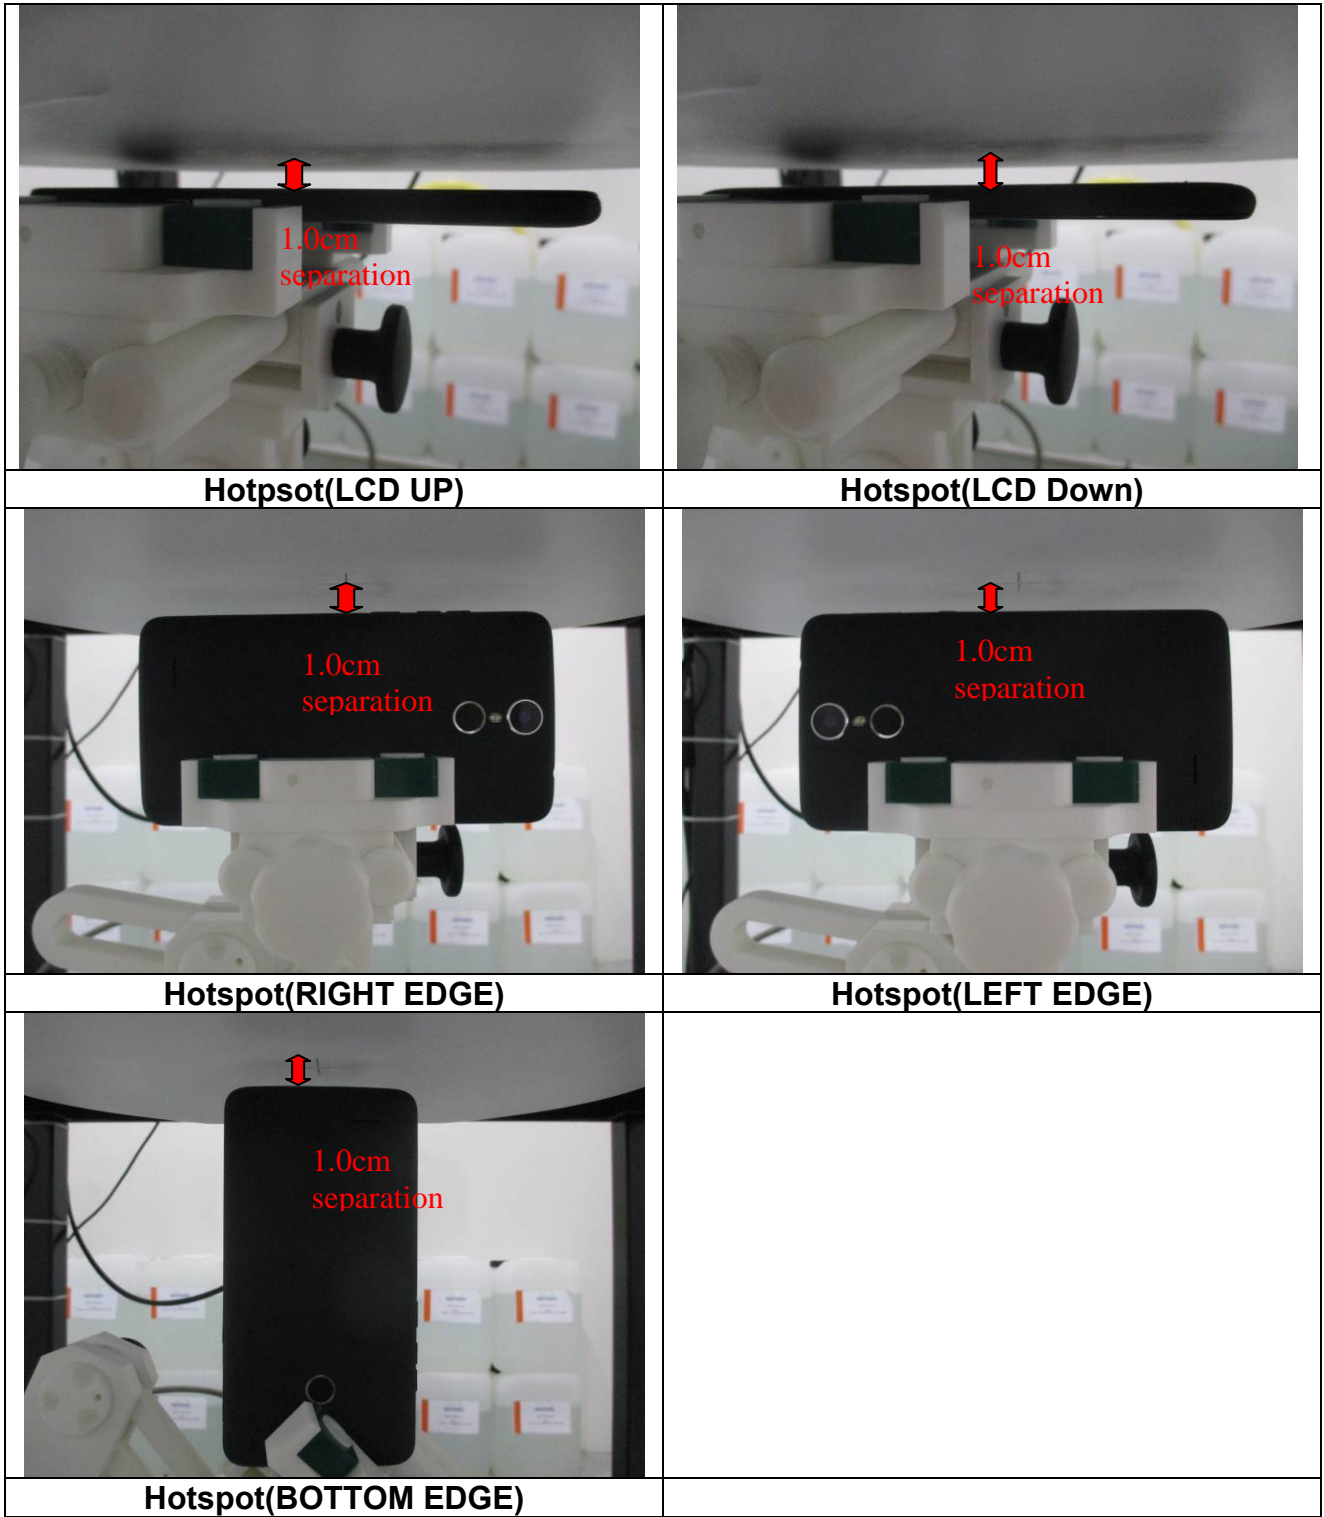 1.0cm
separation
1.0cm
separation
Hotpsot(LCD UP)
Hotspot(LCD Down)
1.0cm
separation
1.0cm
separation
Hotspot(RIGHT EDGE)
Hotspot(LEFT EDGE)
1.0cm
separation
Hotspot(BOTTOM EDGE)